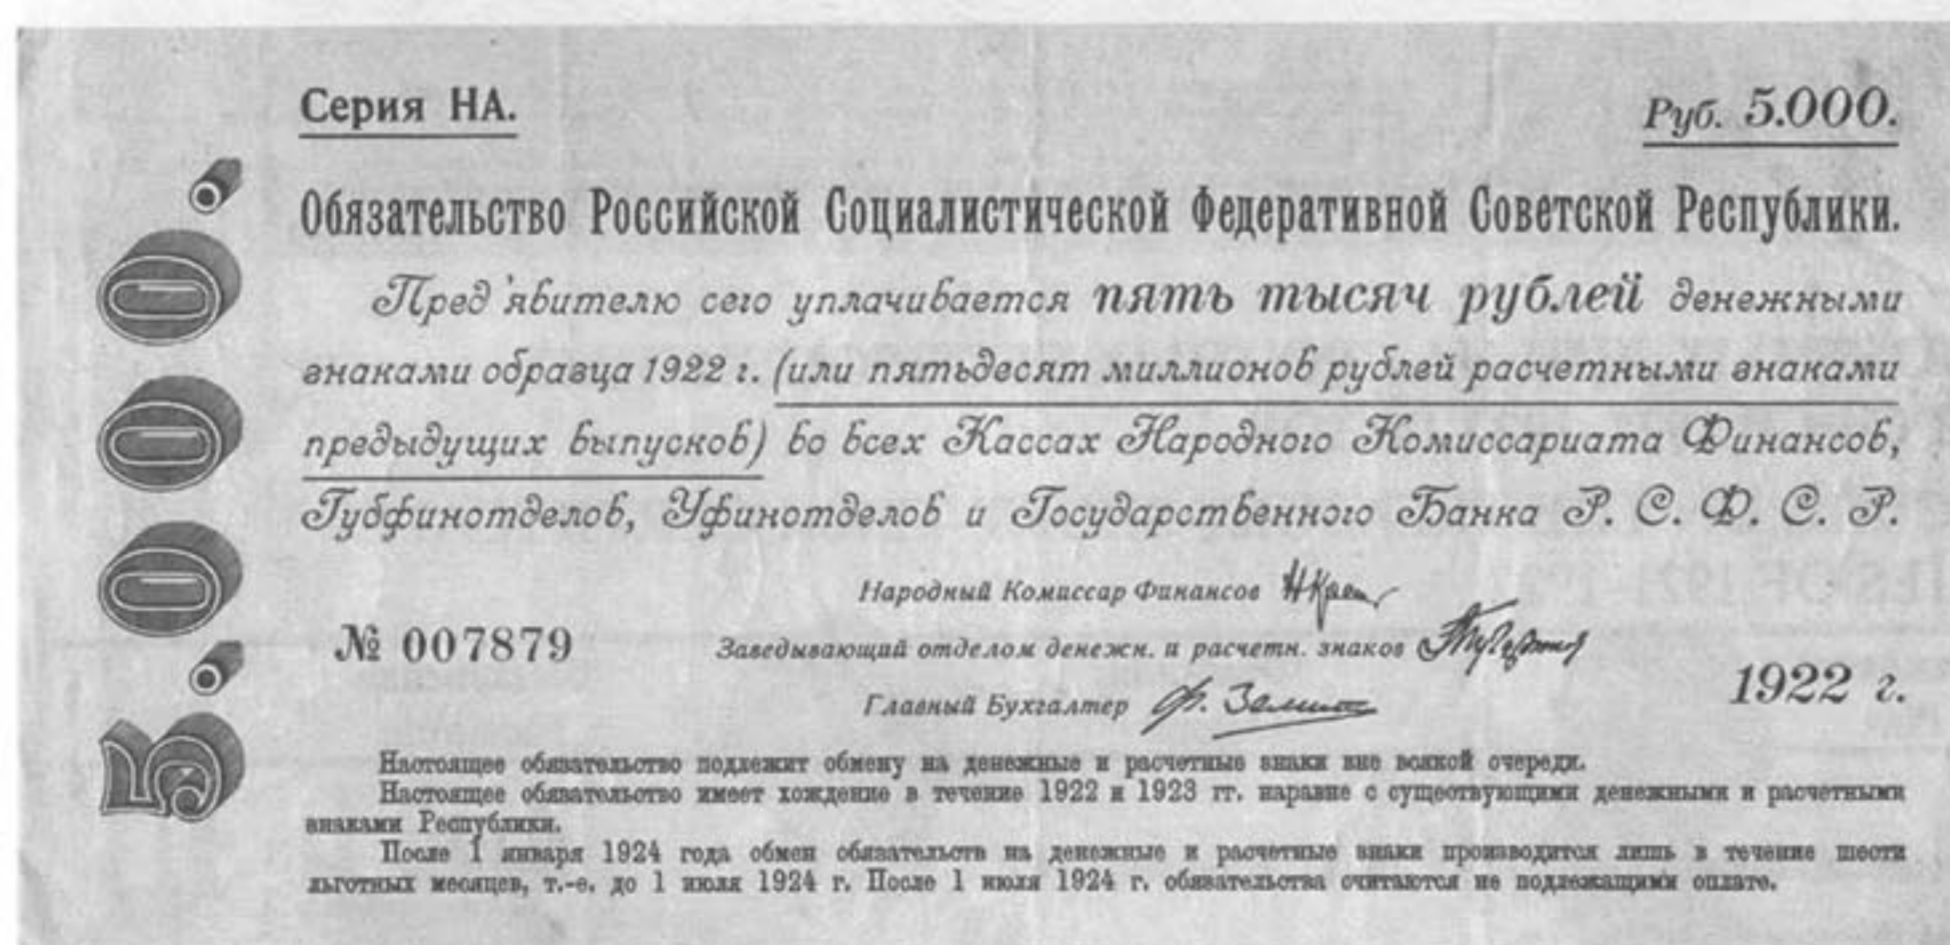 Серия НА.
Руб. 5.000.
Обязательство Российской Социалистической Федеративной Советской Республики.
Пред'явителю сего уплачивается пять тысяч рублей денежными
знаками образца 1922 г. (или пятьдесят миллионов рублей расчетными знаками
предыдущих выпусков) во всех Кассах Народного Комиссариата Финансов,
Губфинотделов, Уфинотделов и Государственного Банка Р. С. Ф. С. Р.
Народный Комиссар Финансов
№ 007879
Заведывающий отделом денежн. и расчетн. знаков
Главный Бухгалтер
1922 г.
Настоящее обязательство подлежит обмену на денежные и расчетные знаки вне всякой очереди.
Настоящее обязательство имеет хождение в течение 1922 и 1923 гг. наравне с существующими денежными и расчетными
знаками Республики.
После 1 января 1924 года обмен обязательств на денежные и расчетные знаки производится лишь в течение шести
льготных месяцев, т.-е. до 1 июля 1924 г. После 1 июля 1924 г. обязательства считаются не подлежащими оплате.
5.000.